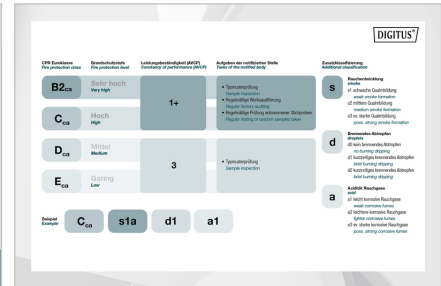 DIGITUS®
CPR Euroklasse
Fire protection class
Brandschutzstufe
Fire protection level
Leistungsbeständigkeit (AVCP)
Constancy of performance (AVCP)
Aufgaben der notifizierten Stelle
Tasks of the notified body
Zusatzklassifizierung
Additional classification
B2ca
Sehr hoch
Very high
Cca
Hoch
High
1+
• Typmusterprüfung
Sample inspection
• Regelmäßige Werksauditierung
Regular factory auditing
• Regelmäßige Prüfung entnommener Stichproben
Regular testing of random samples taken
Dca
Mittel
Medium
Eca
Gering
Low
3
• Typmusterprüfung
Sample inspection
s
Rauchentwicklung
smoke
s1 schwache Qualmbildung
weak smoke formation
s2 mittlere Qualmbildung
medium smoke formation
s3 ev. starke Qualmbildung
poss. strong smoke formation
d
Brennendes Abtropfen
droplets
d0 kein brennendes Abtropfen
no burning dripping
d1 kurzzeitiges brennendes Abtropfen
brief burning dripping
d2 kurzzeitiges brennendes Abtropfen
brief burning dripping
a
Acidität Rauchgase
acid
a1 leicht korrosive Rauchgase
weak corrosive fumes
a2 leichtere korrosive Rauchgase
lighter corrosive fumes
a3 ev. starke korrosive Rauchgase
poss. strong corrosive fumes
Beispiel
Example
Cca s1a d1 a1